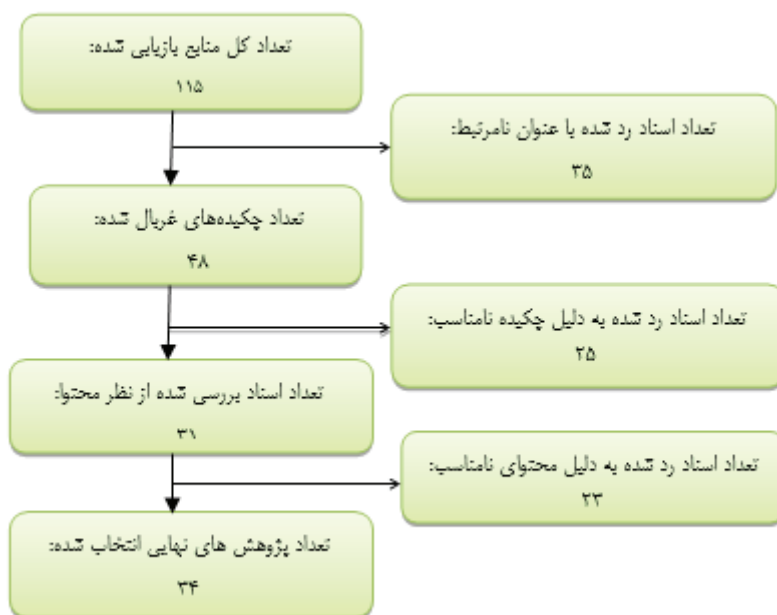 تعداد کل منابع بازیابی شده:
۱۱۵
تعداد اسناد رد شده با عنوان نامرتبط:
۳۵
تعداد چکیده‌های غربال شده:
۴۸
تعداد اسناد رد شده به دلیل چکیده نامناسب:
۲۵
تعداد اسناد بررسی شده از نظر محتوا:
۳۱
تعداد اسناد رد شده به دلیل محتوای نامناسب:
۲۳
تعداد پژوهش های نهایی انتخاب شده:
۳۴